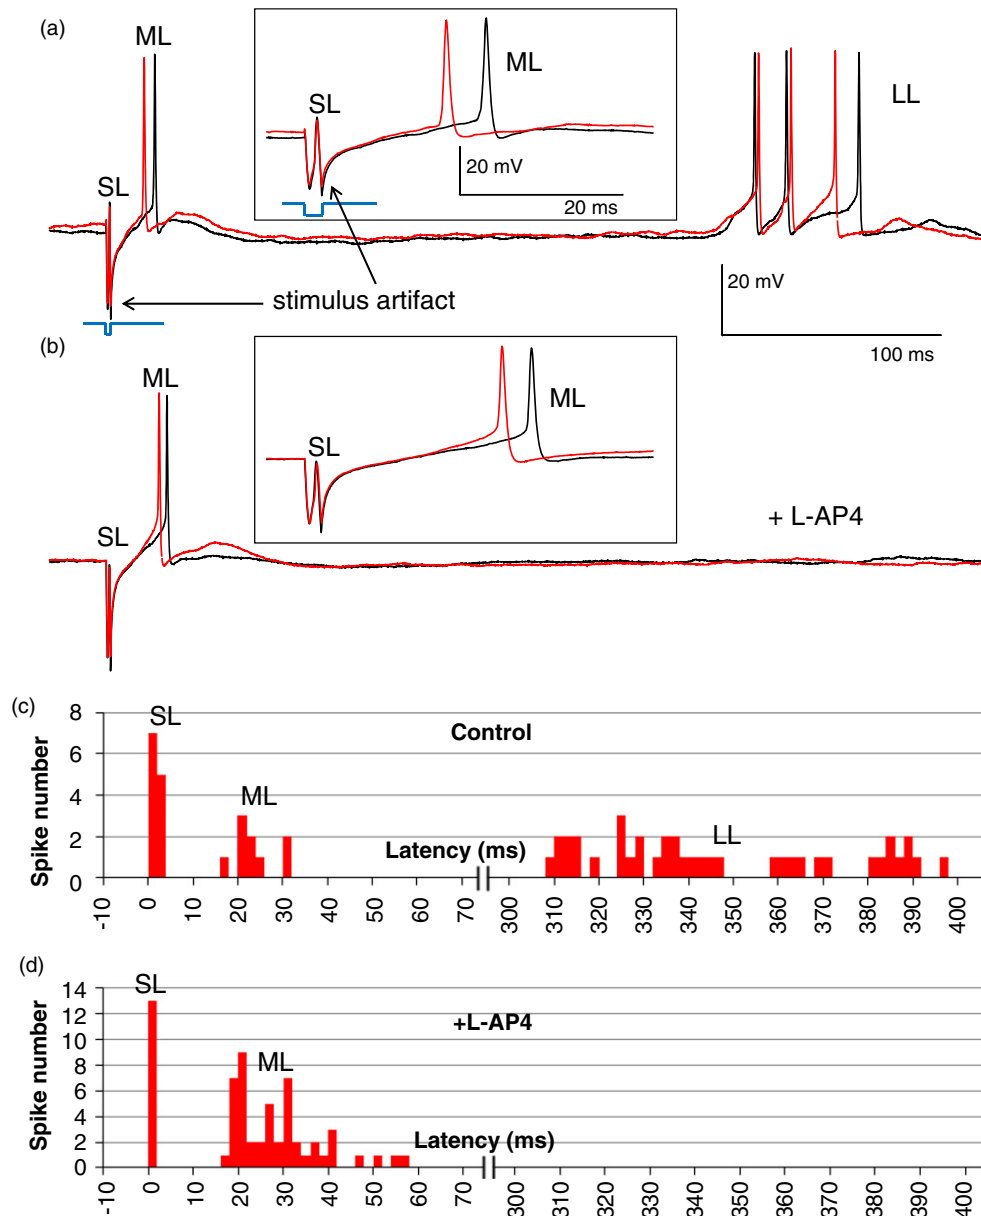 (a)
ML
SL
SL
ML
20 mV
20 ms
LL
stimulus artifact
20 mV
100 ms
(b)
ML
SL
SL
ML
+ L-AP4
(c)
Control
SL
ML
LL
Spike number
8
6
4
2
0
Latency (ms)
-10 0 10 20 30 40 50 60 70 300 310 320 330 340 350 360 370 380 390 400
(d)
+L-AP4
SL
ML
Spike number
14
12
10
8
6
4
2
0
Latency (ms)
-10 0 10 20 30 40 50 60 70 300 310 320 330 340 350 360 370 380 390 400